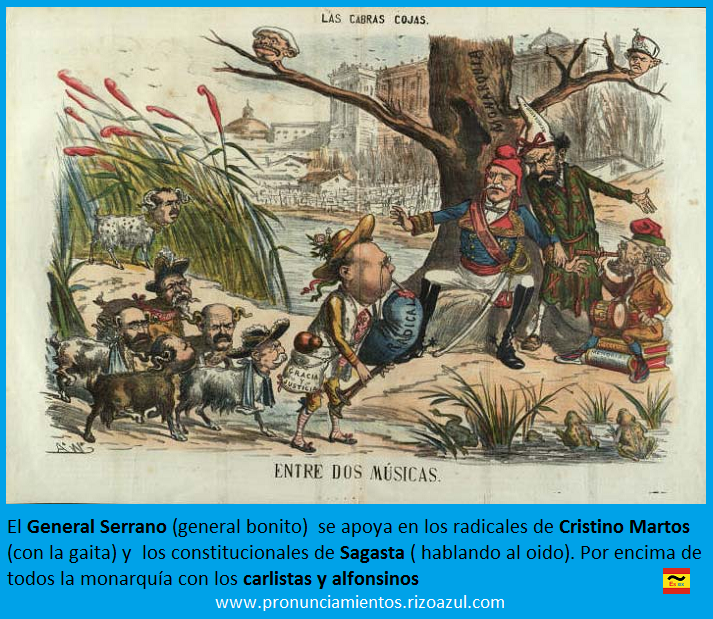 LAS CABRAS COJAS.
MONARQUIA
RADICAL
GRACIA
Y
JUSTICIA
ENTRE DOS MÚSICAS.
El General Serrano (general bonito) se apoya en los radicales de Cristino Martos
(con la gaita) y los constitucionales de Sagasta ( hablando al oido). Por encima de
todos la monarquía con los carlistas y alfonsinos
www.pronunciamientos.rizoazul.com